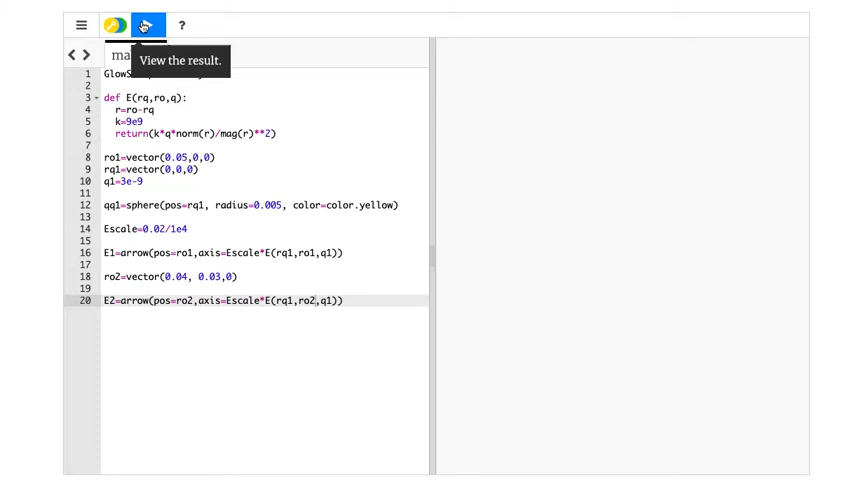 ?
ma
View the result.
1 GlowS
2
3 def E(rq,ro,q):
4 r=ro-rq
5 k=9e9
6 return(k*q*norm(r)/mag(r)**2)
7
8 ro1=vector(0.05,0,0)
9 rq1=vector(0,0,0)
10 q1=3e-9
11
12 qq1=sphere(pos=rq1, radius=0.005, color=color.yellow)
13
14 Escale=0.02/1e4
15
16 E1=arrow(pos=ro1,axis=Escale*E(rq1,ro1,q1))
17
18 ro2=vector(0.04, 0.03,0)
19
20 E2=arrow(pos=ro2,axis=Escale*E(rq1,ro2,q1))